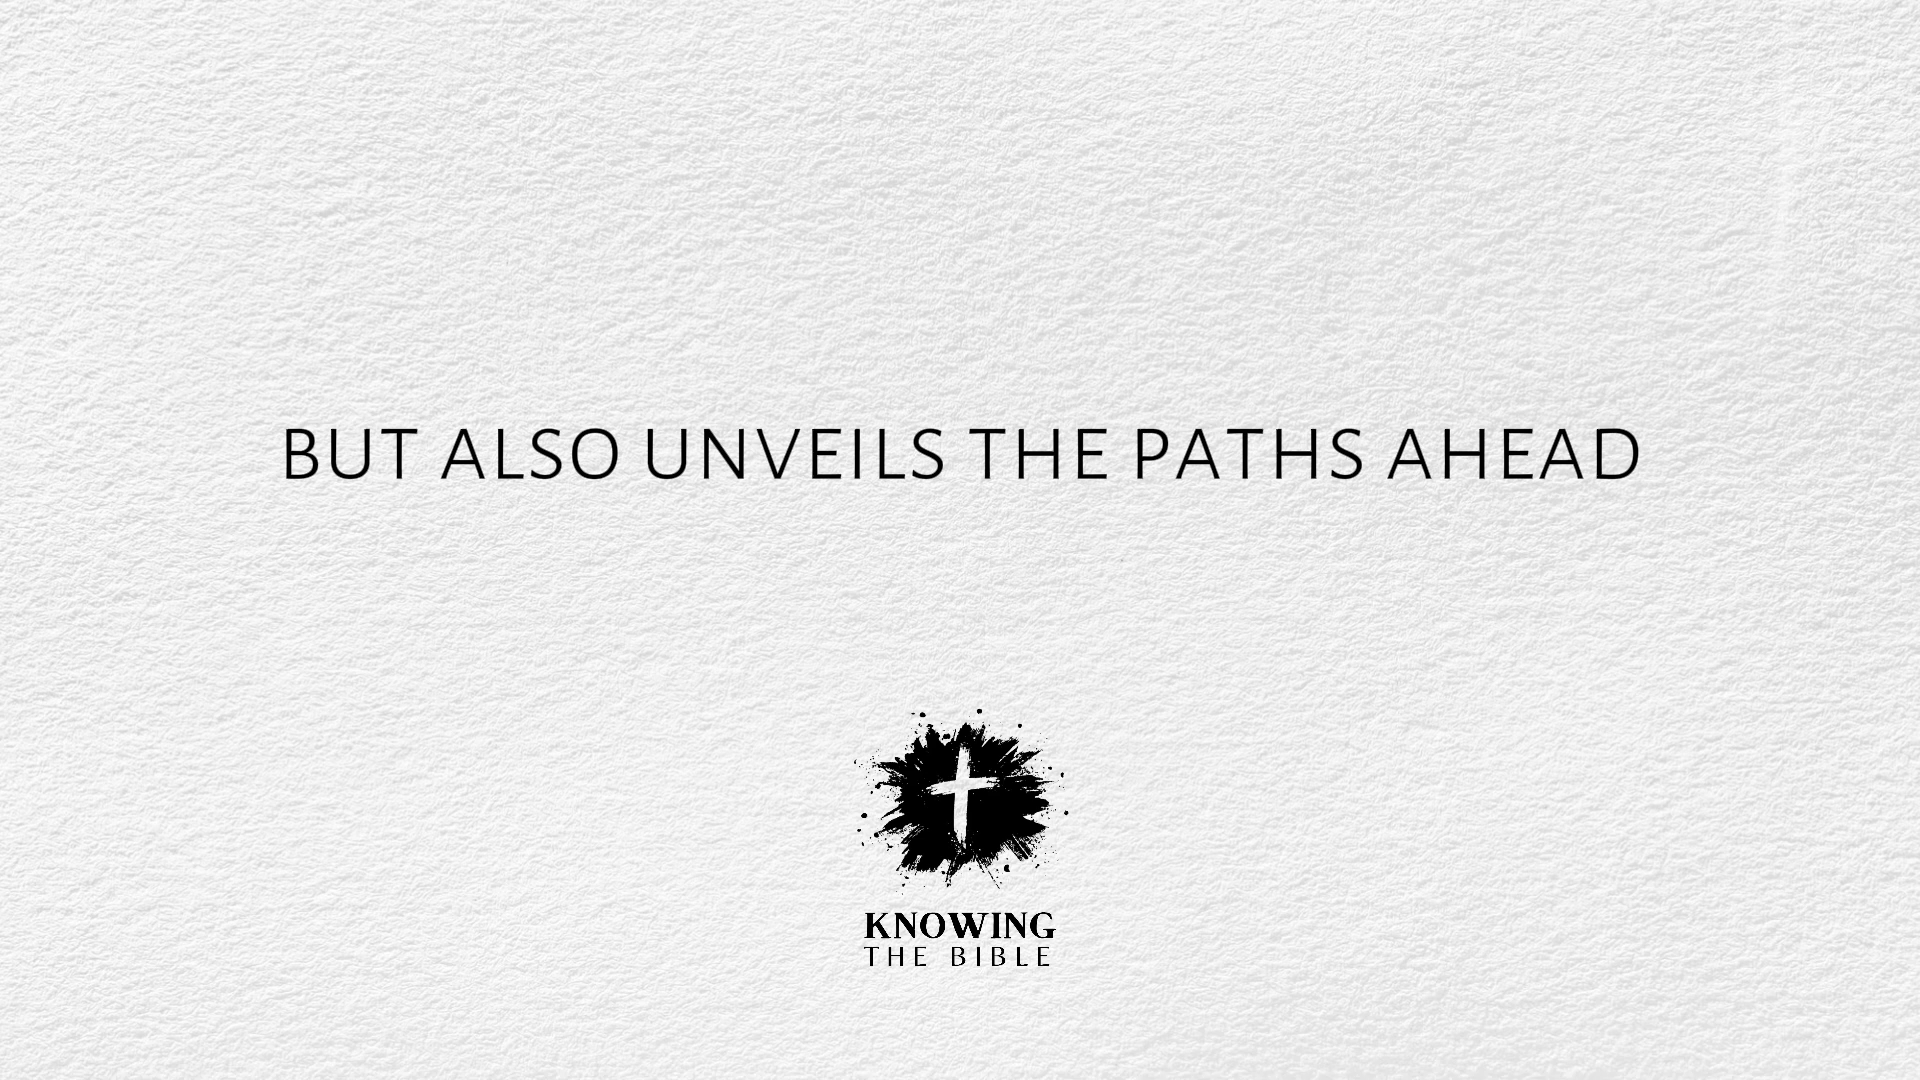 BUT ALSO UNVEILS THE PATHS AHEAD
KNOWING
THE BIBLE